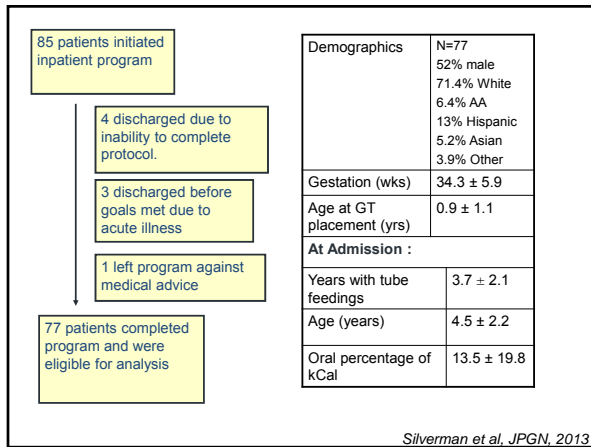 85 patients initiated
inpatient program
4 discharged due to
inability to complete
protocol.
3 discharged before
goals met due to
acute illness
1 left program against
medical advice
77 patients completed
program and were
eligible for analysis
Demographics
N=77
52% male
71.4% White
6.4% AA
13% Hispanic
5.2% Asian
3.9% Other
Gestation (wks)
34.3 ± 5.9
Age at GT
placement (yrs)
0.9 ± 1.1
At Admission :
Years with tube
feedings
3.7 ± 2.1
Age (years)
4.5 ± 2.2
Oral percentage of
kCal
13.5 ± 19.8
Silverman et al, JPGN, 2013